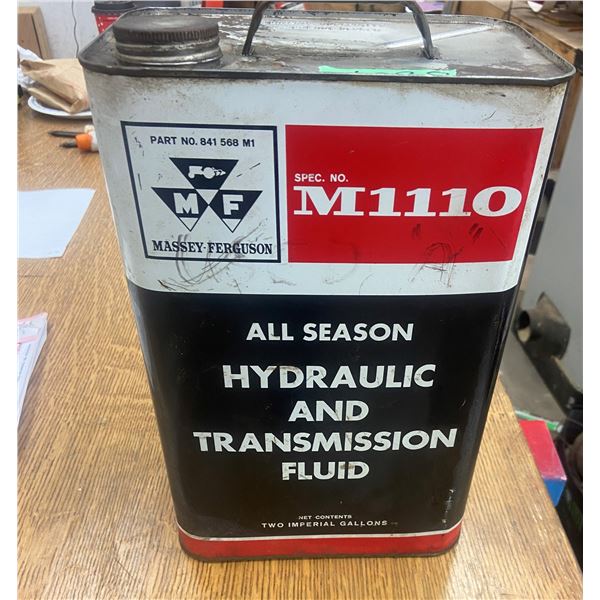 PART NO. 841 568 M1
M F
MASSEY-FERGUSON
SPEC. NO.
M1110
ALL SEASON
HYDRAULIC
AND
TRANSMISSION
FLUID
NET CONTENTS
TWO IMPERIAL GALLONS